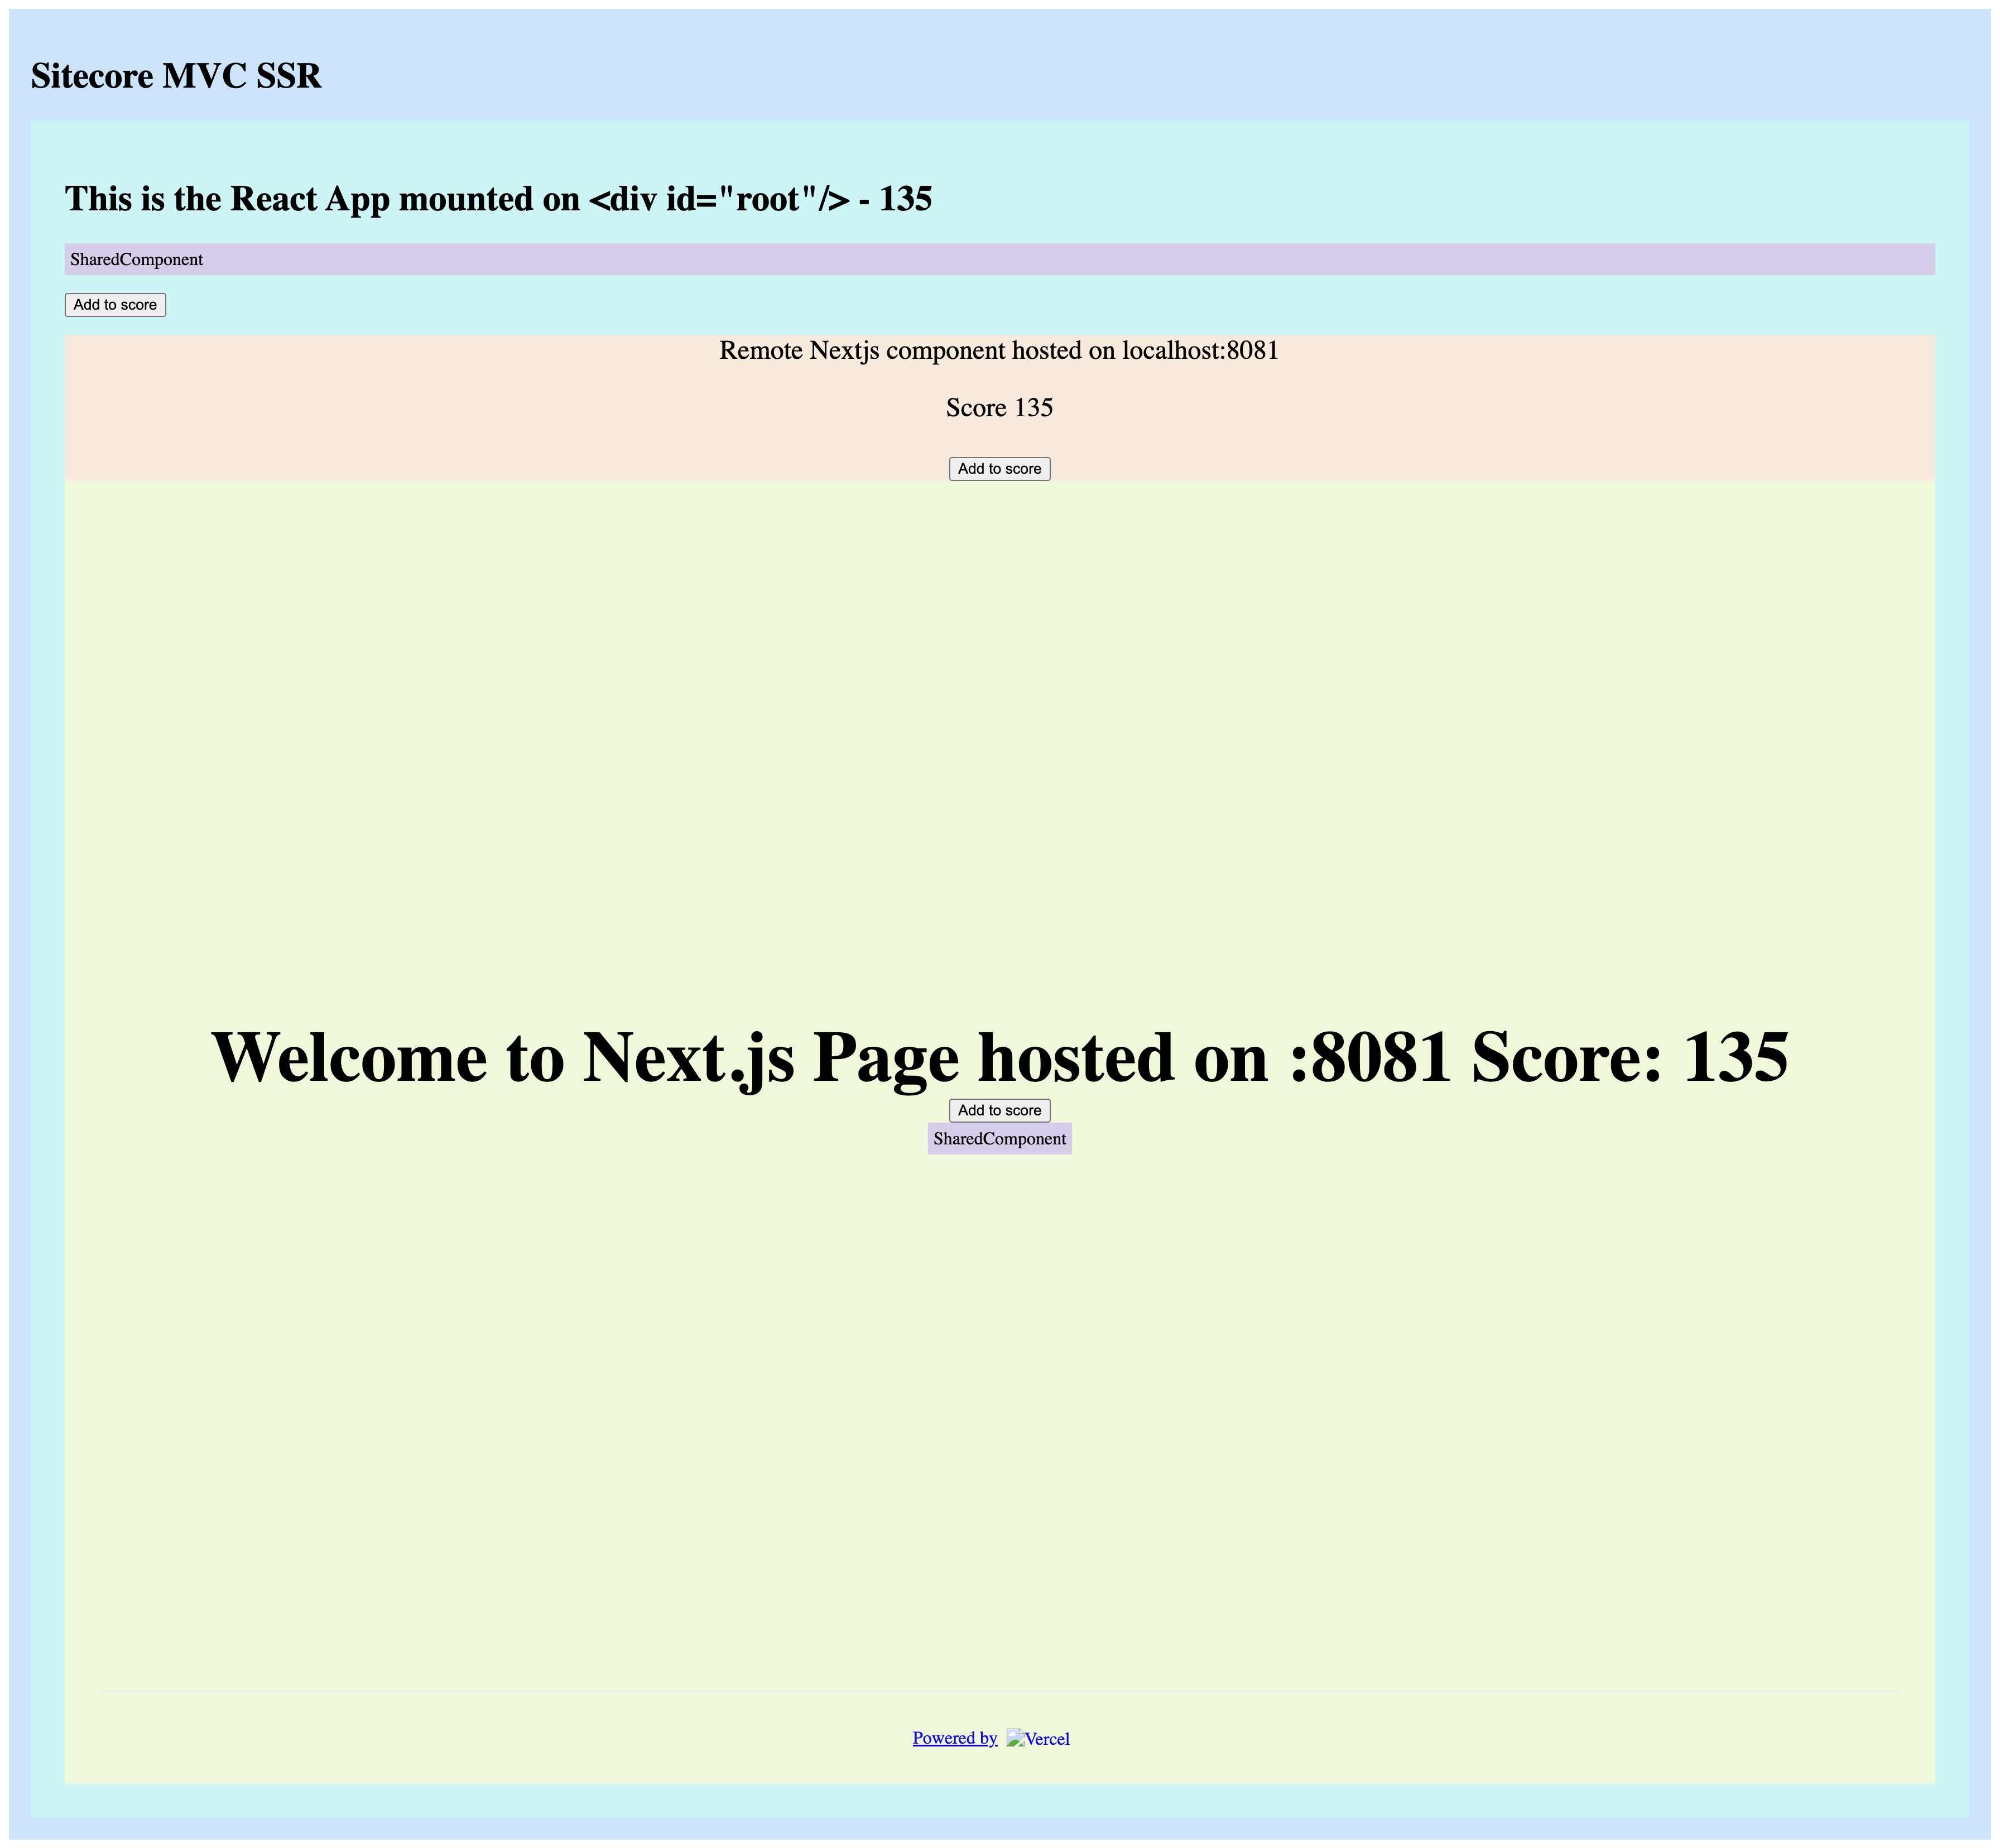 Sitecore MVC SSR
This is the React App mounted on <div id="root"/> - 135
SharedComponent
Add to score
Remote Nextjs component hosted on localhost:8081
Score 135
Add to score
Welcome to Next.js Page hosted on :8081 Score: 135
Add to score
SharedComponent
Powered by Vercel